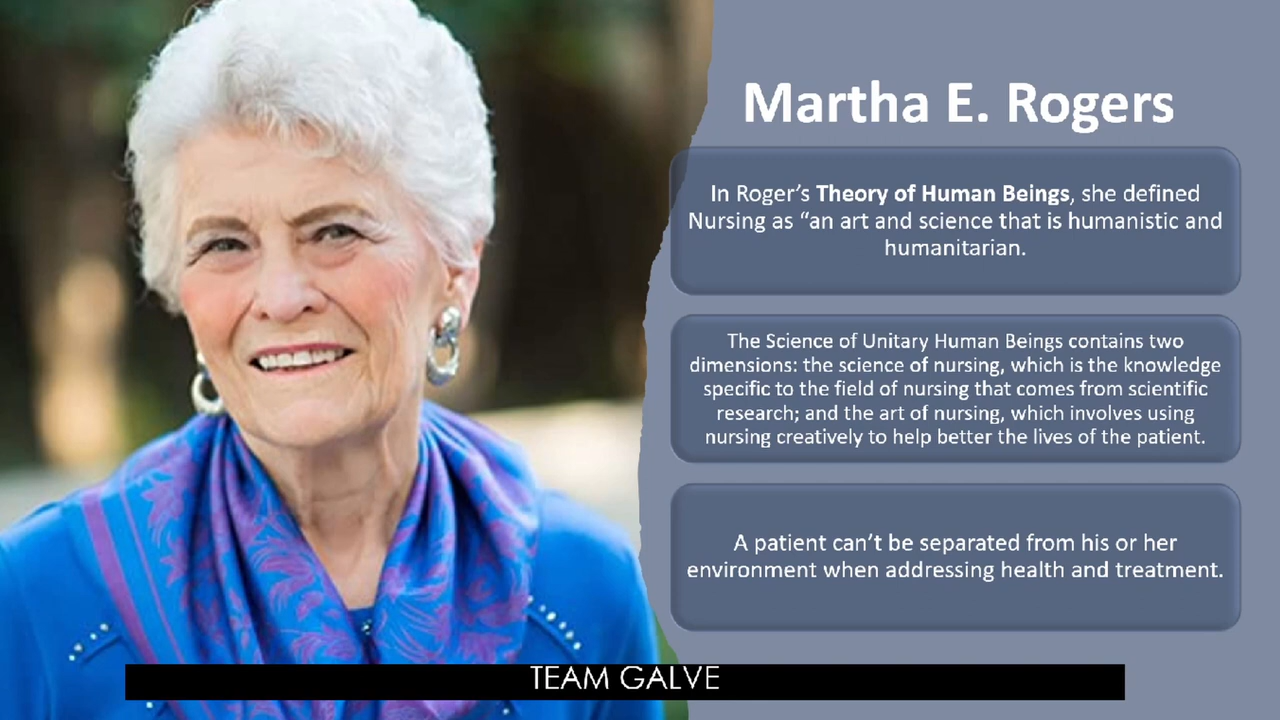 Martha E. Rogers
In Roger’s Theory of Human Beings, she defined
Nursing as “an art and science that is humanistic and
humanitarian.
The Science of Unitary Human Beings contains two
dimensions: the science of nursing, which is the knowledge
specific to the field of nursing that comes from scientific
research; and the art of nursing, which involves using
nursing creatively to help better the lives of the patient.
A patient can’t be separated from his or her
environment when addressing health and treatment.
TEAM GALVE